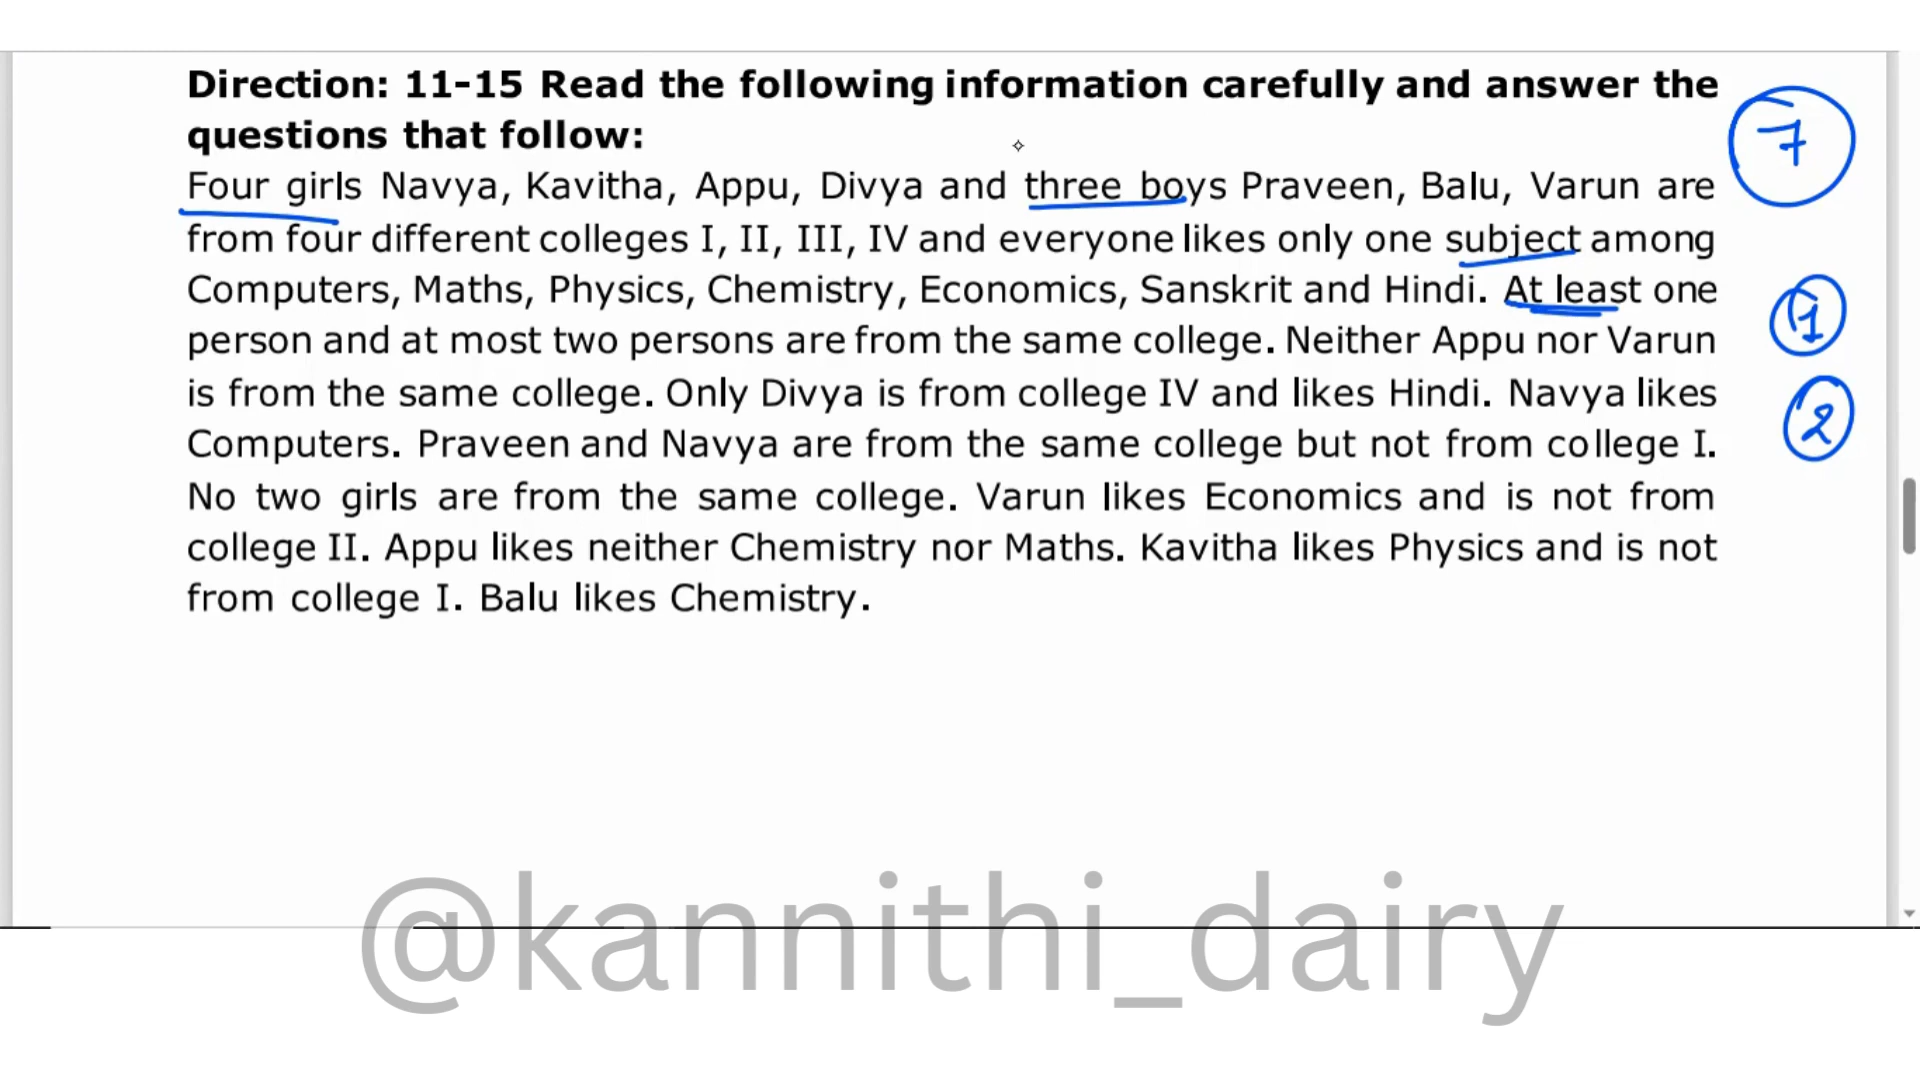 Direction: 11-15 Read the following information carefully and answer the
questions that follow:
7
Four girls Navya, Kavitha, Appu, Divya and three boys Praveen, Balu, Varun are
from four different colleges I, II, III, IV and everyone likes only one subject among
Computers, Maths, Physics, Chemistry, Economics, Sanskrit and Hindi. At least one
1
person and at most two persons are from the same college. Neither Appu nor Varun
is from the same college. Only Divya is from college IV and likes Hindi. Navya likes
2
Computers. Praveen and Navya are from the same college but not from college I.
No two girls are from the same college. Varun likes Economics and is not from
college II. Appu likes neither Chemistry nor Maths. Kavitha likes Physics and is not
from college I. Balu likes Chemistry.
@kannithi_dairy